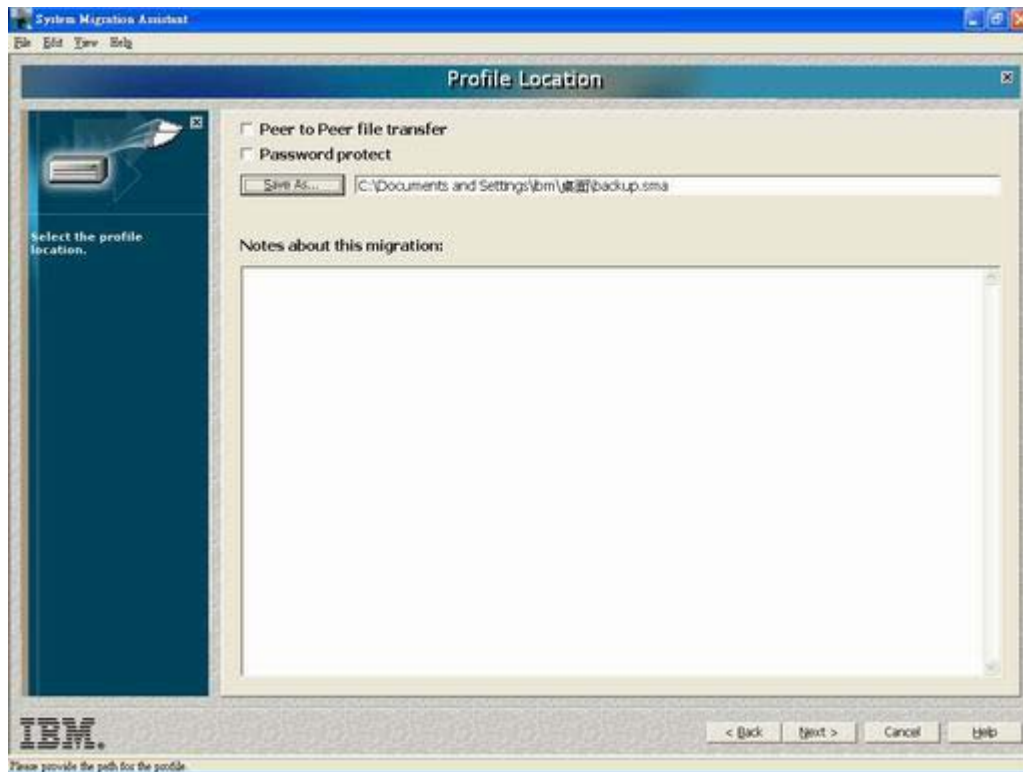 System Migration Assistant
File Edit View Help
Profile Location
Select the profile
location.
Peer to Peer file transfer
Password protect
Save As... C:\Documents and Settings\ibm\桌面\backup.sma
Notes about this migration:
IBM.
< Back Next > Cancel Help
Please provide the path for the profile.